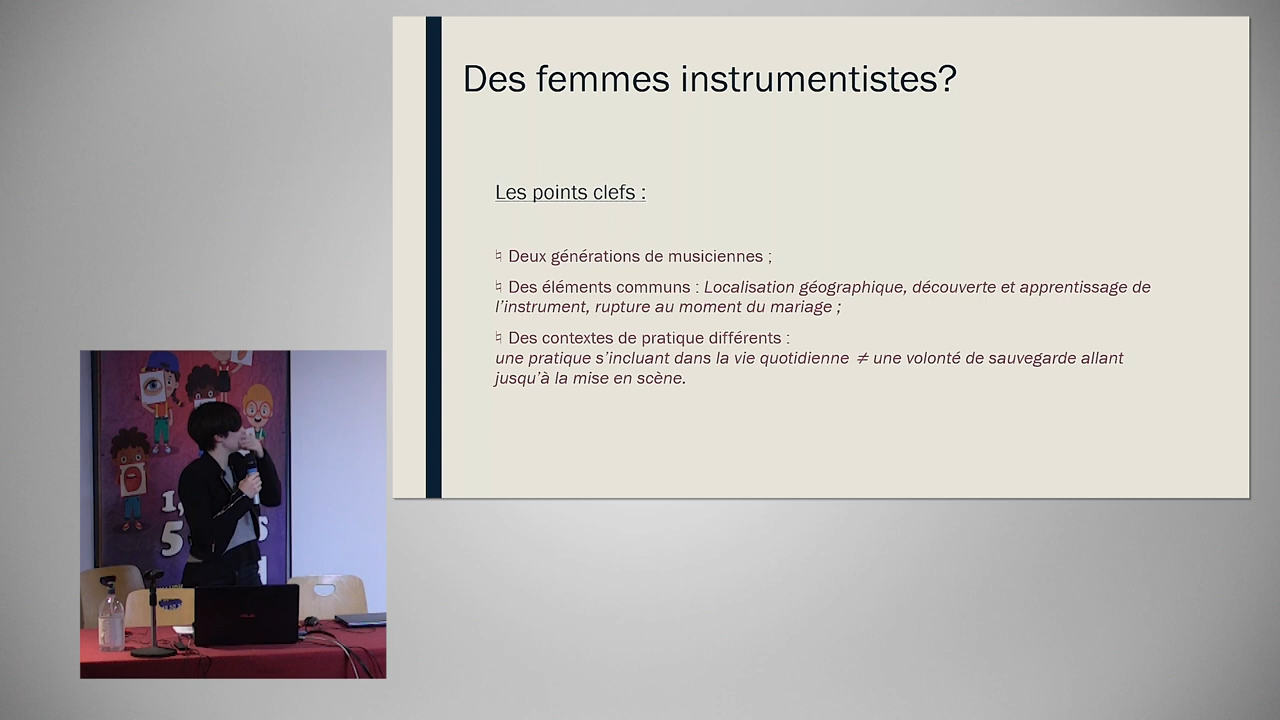 Des femmes instrumentistes?
Les points clefs :
♮ Deux générations de musiciennes ;
♮ Des éléments communs : Localisation géographique, découverte et apprentissage de
l'instrument, rupture au moment du mariage ;
♮ Des contextes de pratique différents :
une pratique s'incluant dans la vie quotidienne ≠ une volonté de sauvegarde allant
jusqu'à la mise en scène.
1,
5
S